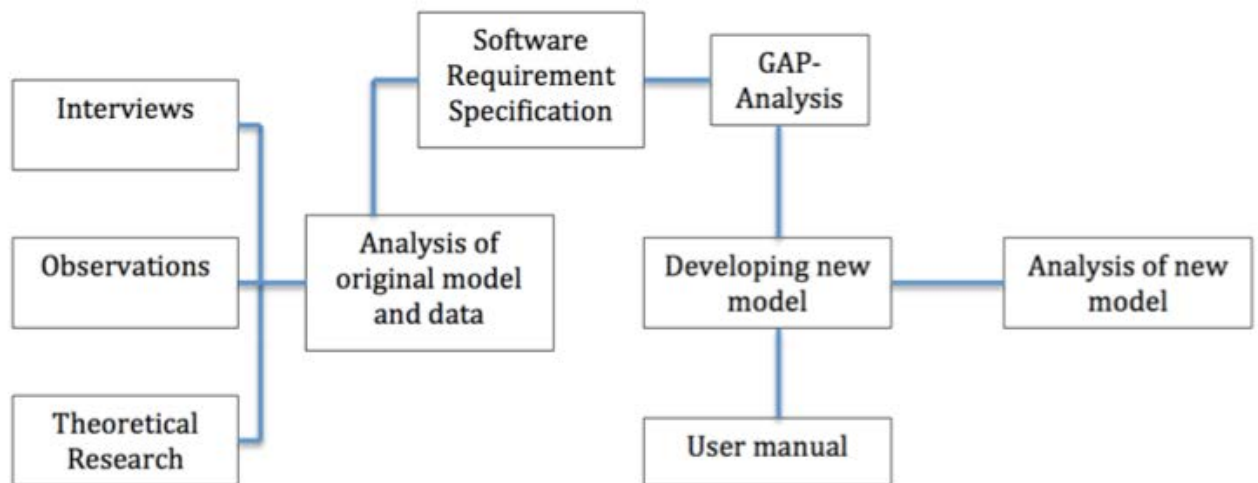 Interviews
Observations
Theoretical
Research
Analysis of
original model
and data
Software
Requirement
Specification
GAP-
Analysis
Developing new
model
User manual
Analysis of new
model